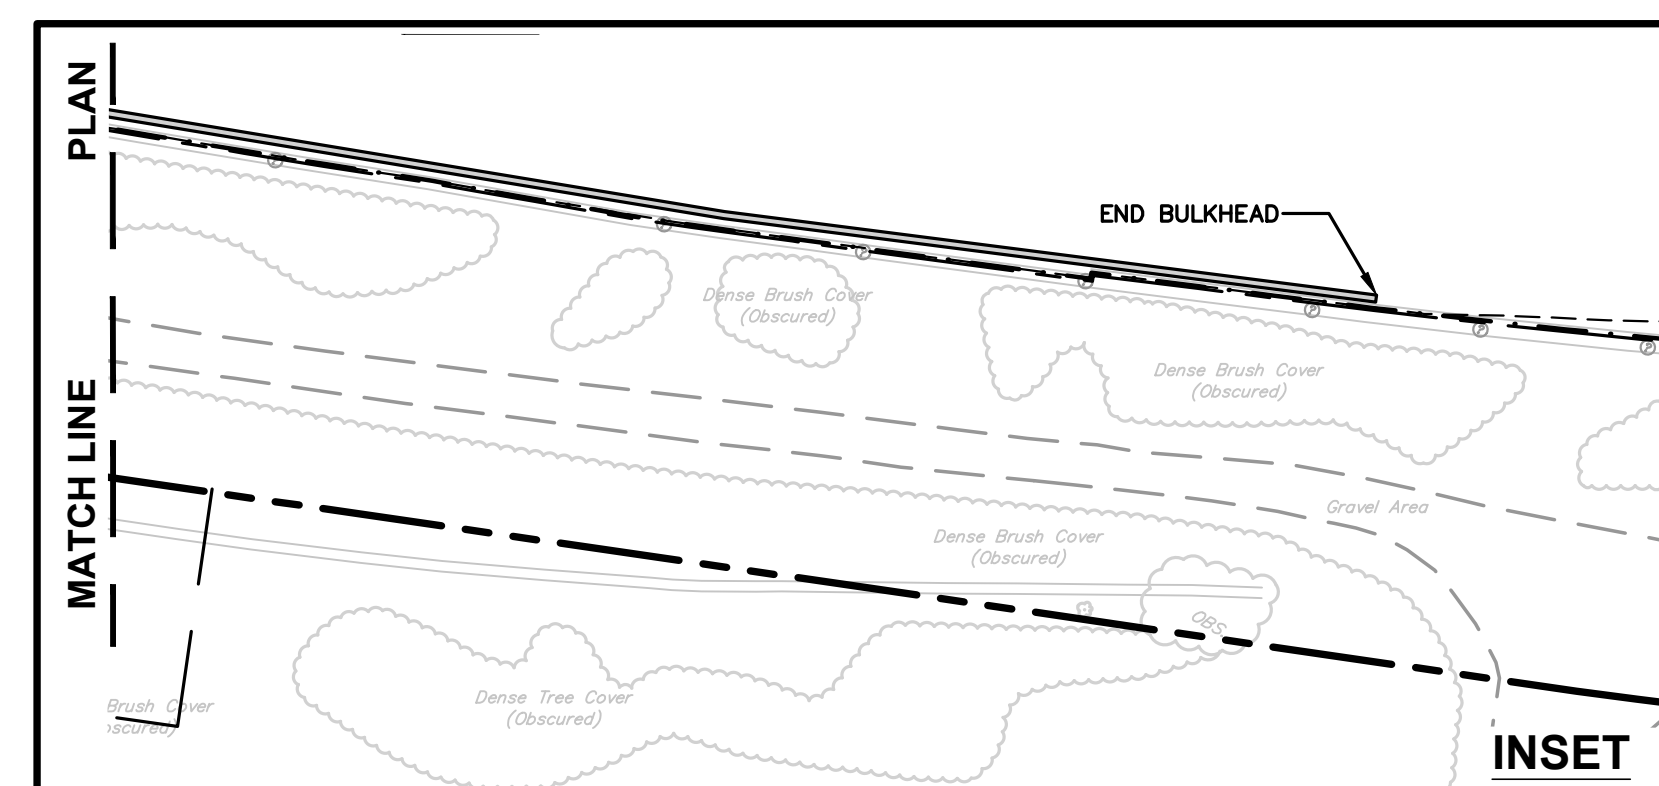 PLAN
MATCH LINE
END BULKHEAD
Dense Brush Cover
(Obscured)
Dense Brush Cover
(Obscured)
Gravel Area
Dense Brush Cover
(Obscured)
OBS.
Dense Tree Cover
(Obscured)
Brush Cover
bscured)
INSET